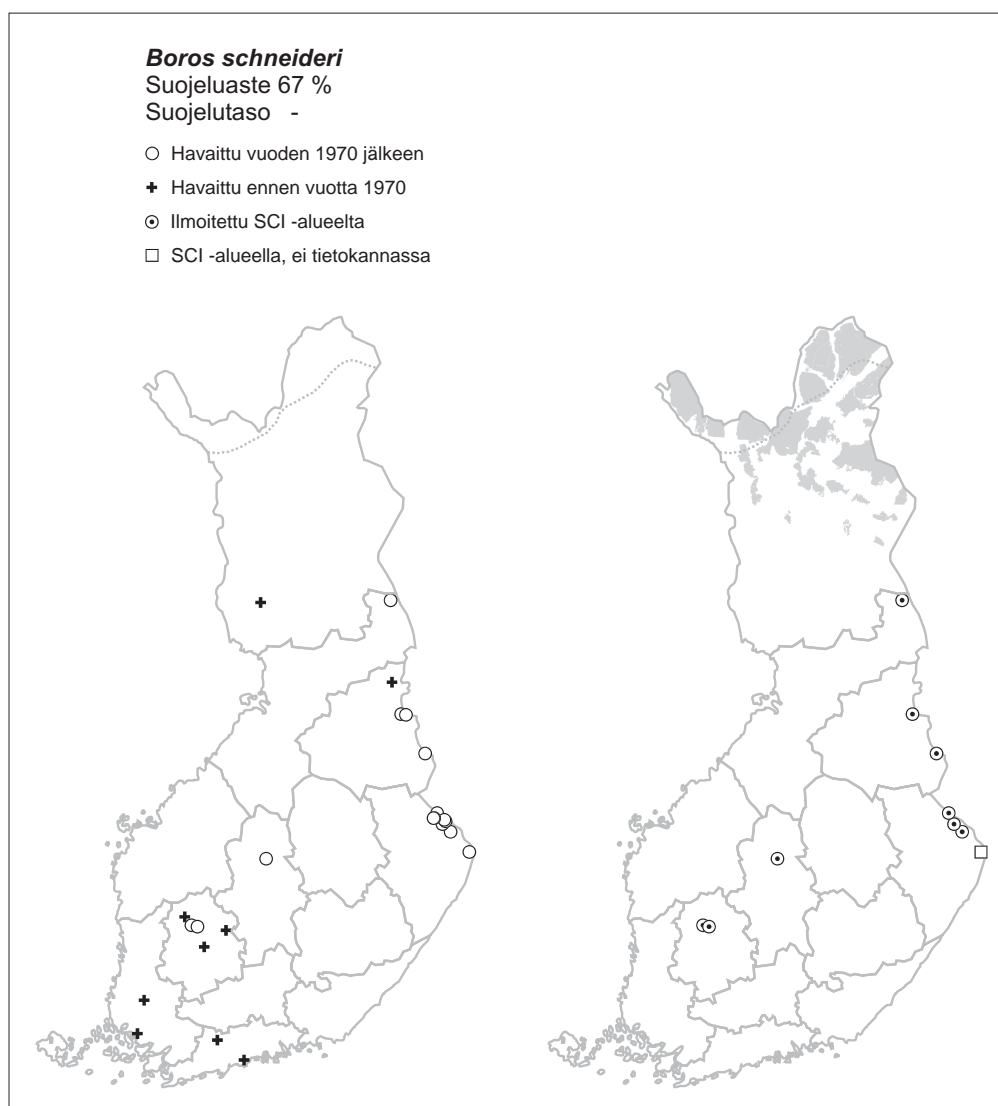 Boros schneideri
Suojeluaste 67 %
Suojelutaso -
Havaittu vuoden 1970 jälkeen
Havaittu ennen vuotta 1970
Ilmoitettu SCI -alueelta
SCI -alueella, ei tietokannassa